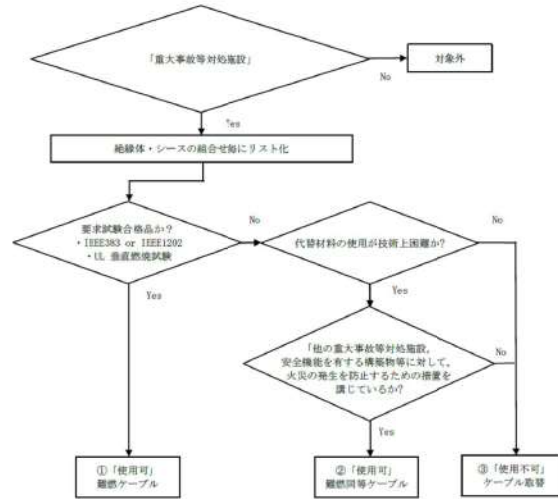 「重大事故等対処施設」
No
対象外
Yes
絶縁体・シースの組合せ毎にリスト化
要求試験合格品か?
・IEEE383 or IEEE1202
・UL 垂直燃焼試験
No
代替材料の使用が技術上困難か?
No
Yes
Yes
「他の重大事故等対処施設,
安全機能を有する構築物等に対して,
火災の発生を防止するための措置を
講じているか?
No
Yes
①「使用可」
難燃ケーブル
②「使用可」
難燃同等ケーブル
③「使用不可」
ケーブル取替